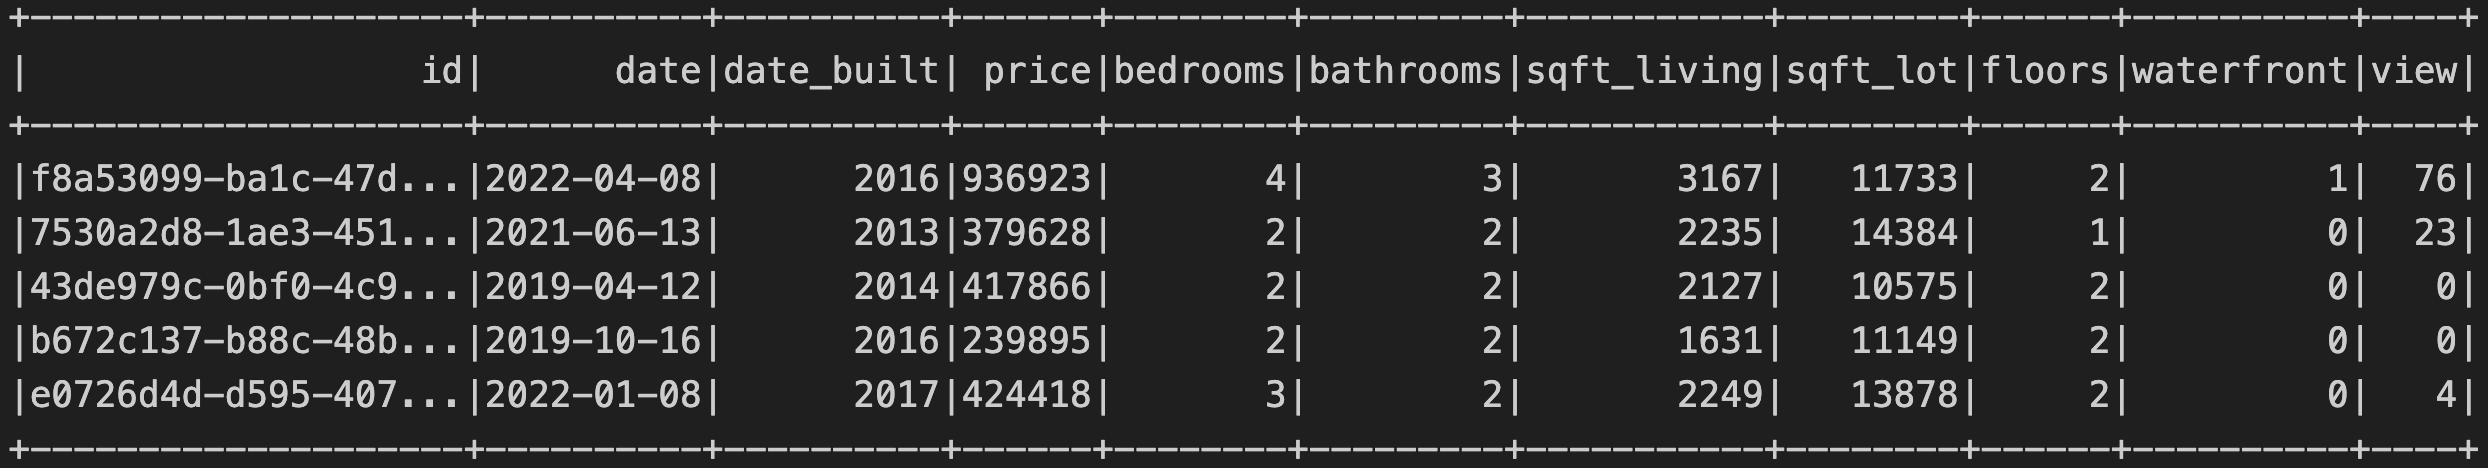 +--------------------+----------+----------+------+--------+---------+-----------+--------+------+----------+----+
|                  id|      date|date_built| price|bedrooms|bathrooms|sqft_living|sqft_lot|floors|waterfront|view|
+--------------------+----------+----------+------+--------+---------+-----------+--------+------+----------+----+
|f8a53099-ba1c-47d...|2022-04-08|      2016|936923|       4|        3|       3167|   11733|     2|         1|  76|
|7530a2d8-1ae3-451...|2021-06-13|      2013|379628|       2|        2|       2235|   14384|     1|         0|  23|
|43de979c-0bf0-4c9...|2019-04-12|      2014|417866|       2|        2|       2127|   10575|     2|         0|   0|
|b672c137-b88c-48b...|2019-10-16|      2016|239895|       2|        2|       1631|   11149|     2|         0|   0|
|e0726d4d-d595-407...|2022-01-08|      2017|424418|       3|        2|       2249|   13878|     2|         0|   4|
+--------------------+----------+----------+------+--------+---------+-----------+--------+------+----------+----+